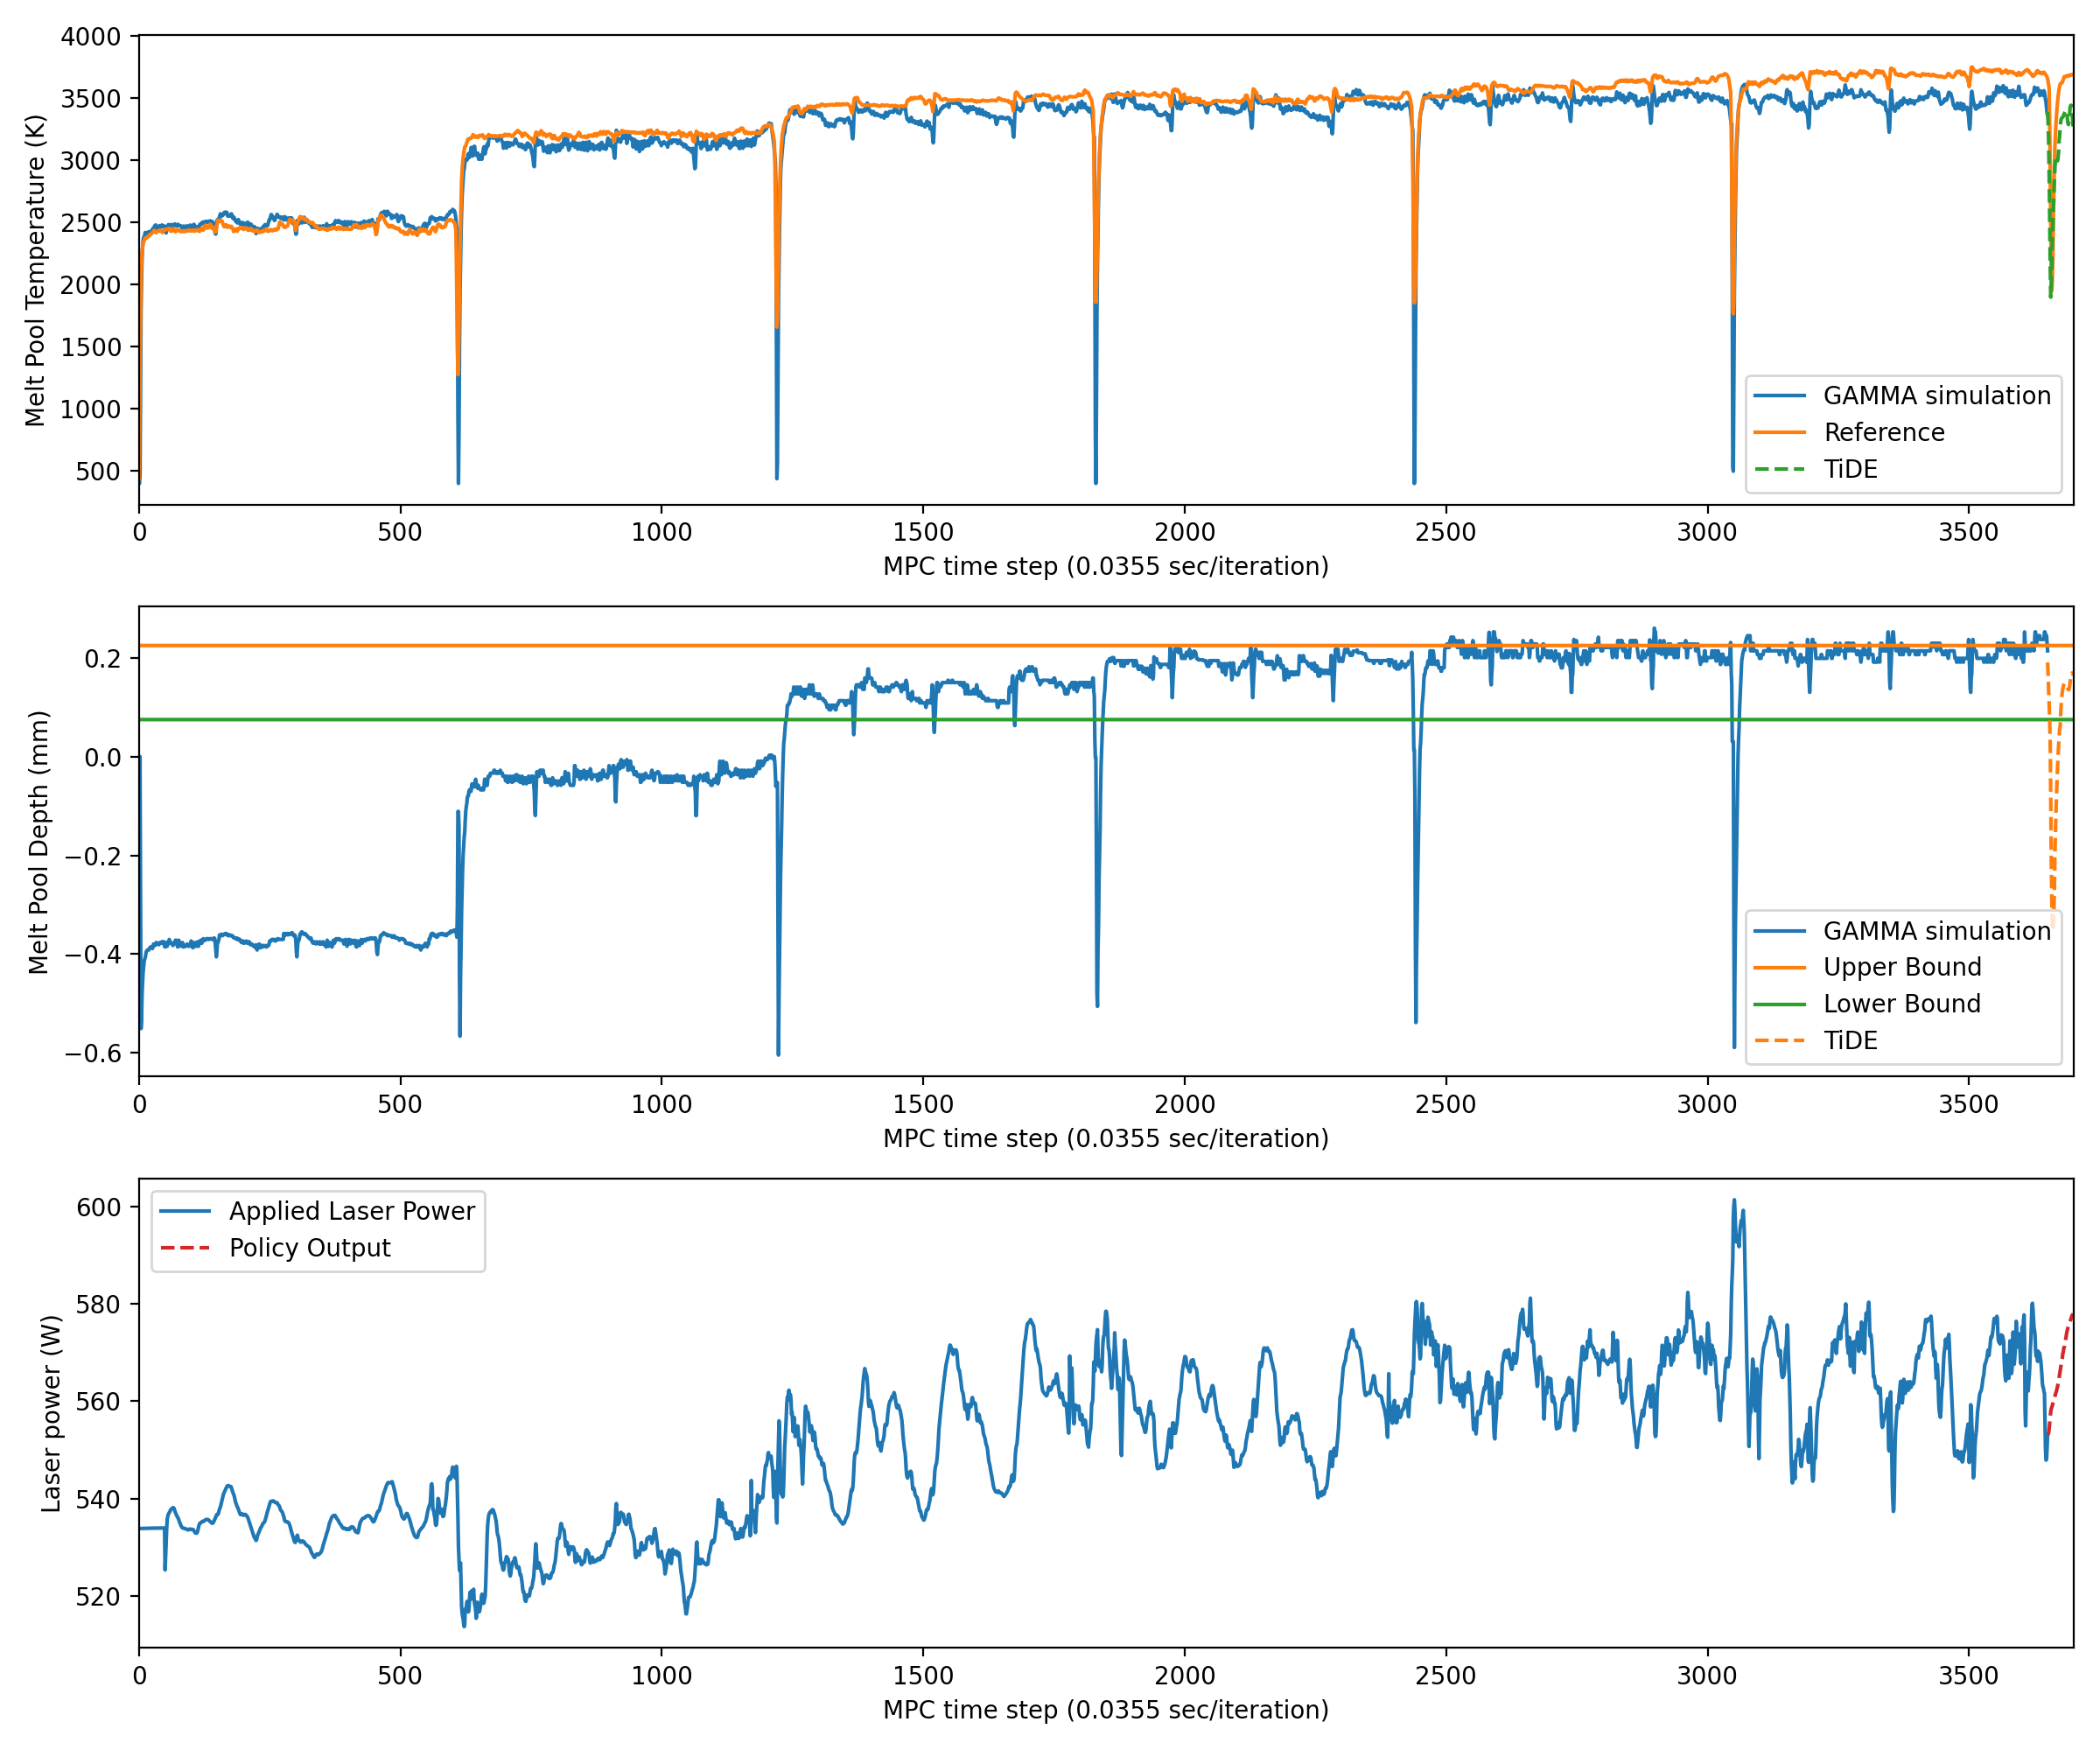 4000
3500
3000
2500
2000
1500
1000
500
Melt Pool Temperature (K)
GAMMA simulation
Reference
TiDE
0 500 1000 1500 2000 2500 3000 3500
MPC time step (0.0355 sec/iteration)
0.2
0.0
−0.2
−0.4
−0.6
Melt Pool Depth (mm)
GAMMA simulation
Upper Bound
Lower Bound
TiDE
0 500 1000 1500 2000 2500 3000 3500
MPC time step (0.0355 sec/iteration)
600
580
560
540
520
Laser power (W)
Applied Laser Power
Policy Output
0 500 1000 1500 2000 2500 3000 3500
MPC time step (0.0355 sec/iteration)